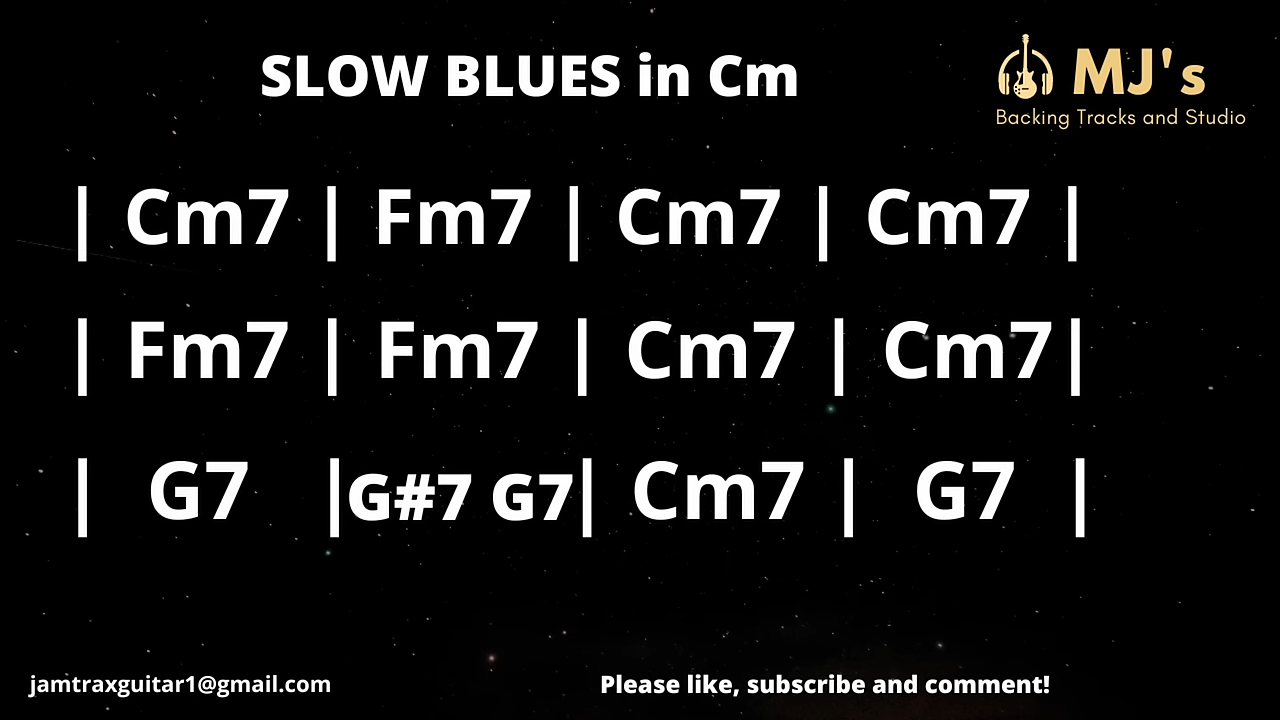 SLOW BLUES in Cm
MJ's
Backing Tracks and Studio
| Cm7 | Fm7 | Cm7 | Cm7 |
| Fm7 | Fm7 | Cm7 | Cm7|
| G7 |G#7 G7| Cm7 | G7 |
jamtraxguitar1@gmail.com
Please like, subscribe and comment!